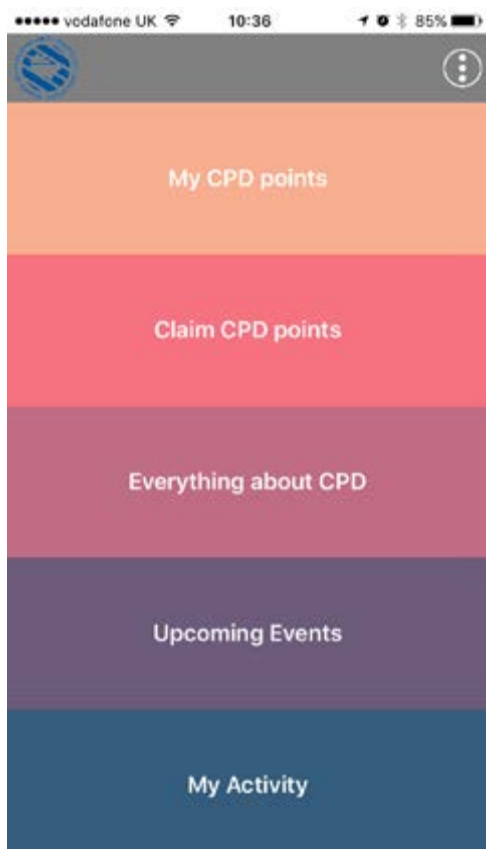 vodafone UK 10:36 85%
My CPD points
Claim CPD points
Everything about CPD
Upcoming Events
My Activity